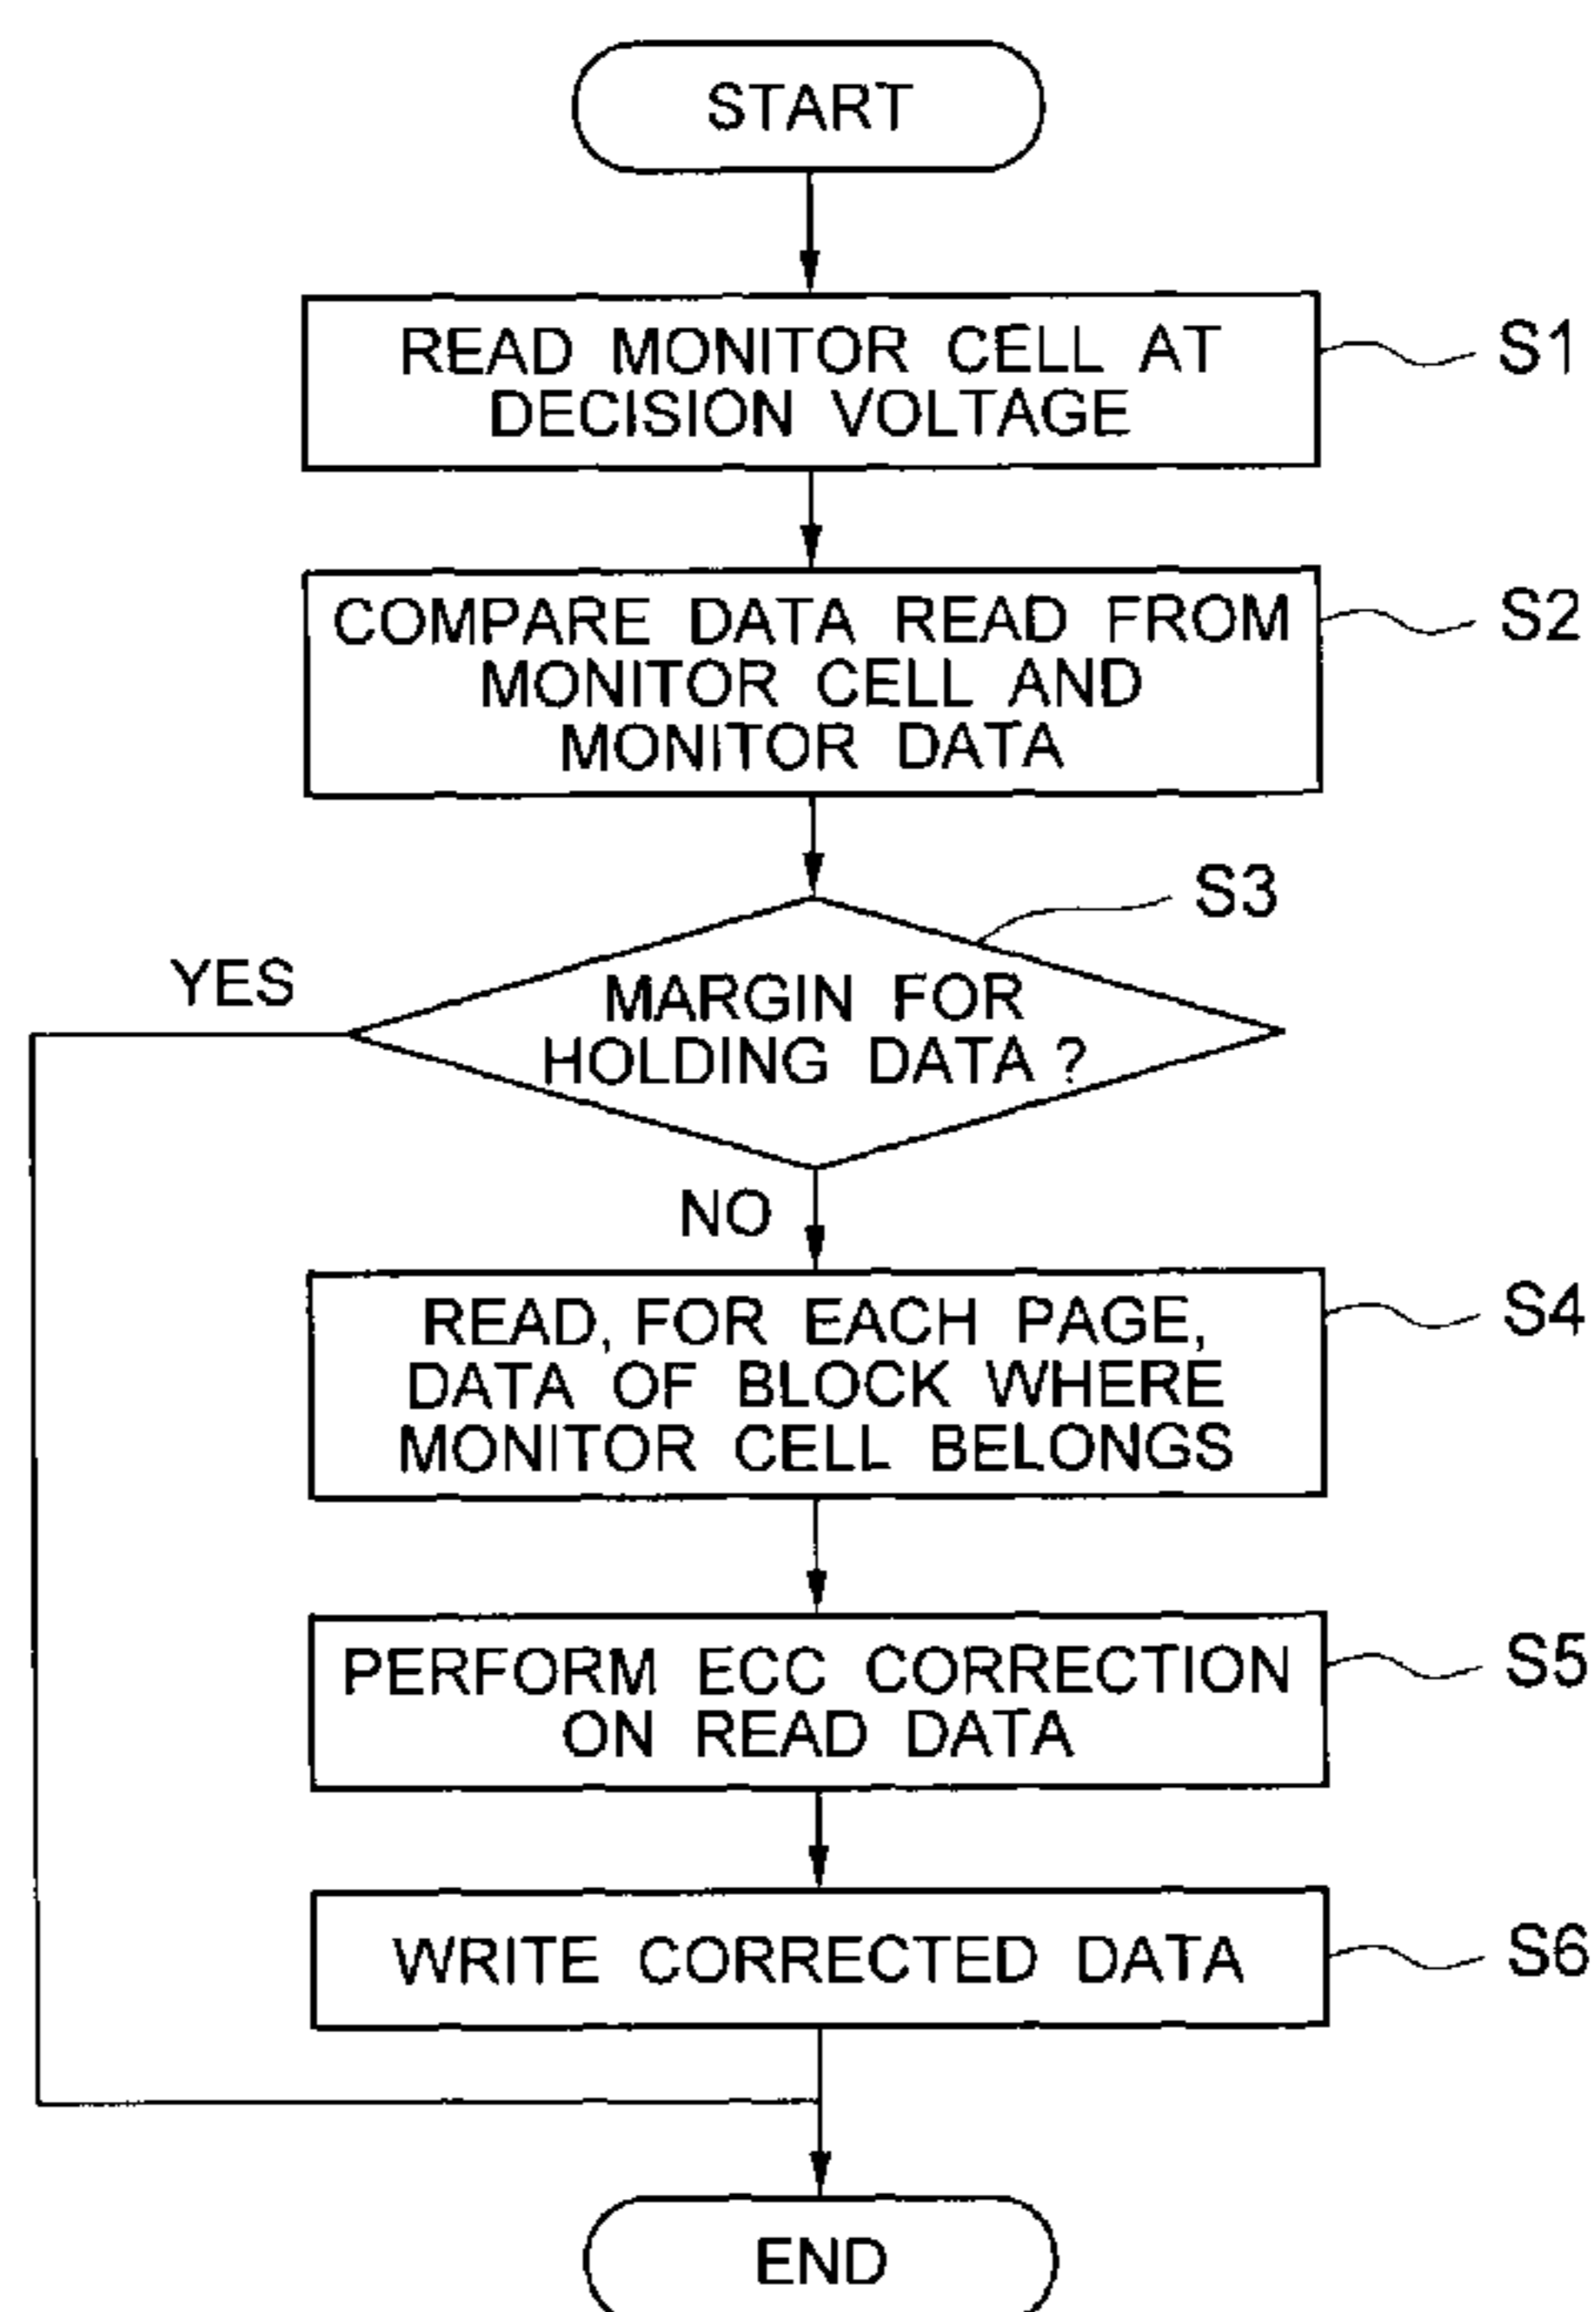 START
READ MONITOR CELL AT
DECISION VOLTAGE
S1
COMPARE DATA READ FROM
MONITOR CELL AND
MONITOR DATA
S2
S3
YES
MARGIN FOR
HOLDING DATA ?
NO
READ, FOR EACH PAGE,
DATA OF BLOCK WHERE
MONITOR CELL BELONGS
S4
PERFORM ECC CORRECTION
ON READ DATA
S5
WRITE CORRECTED DATA
S6
END